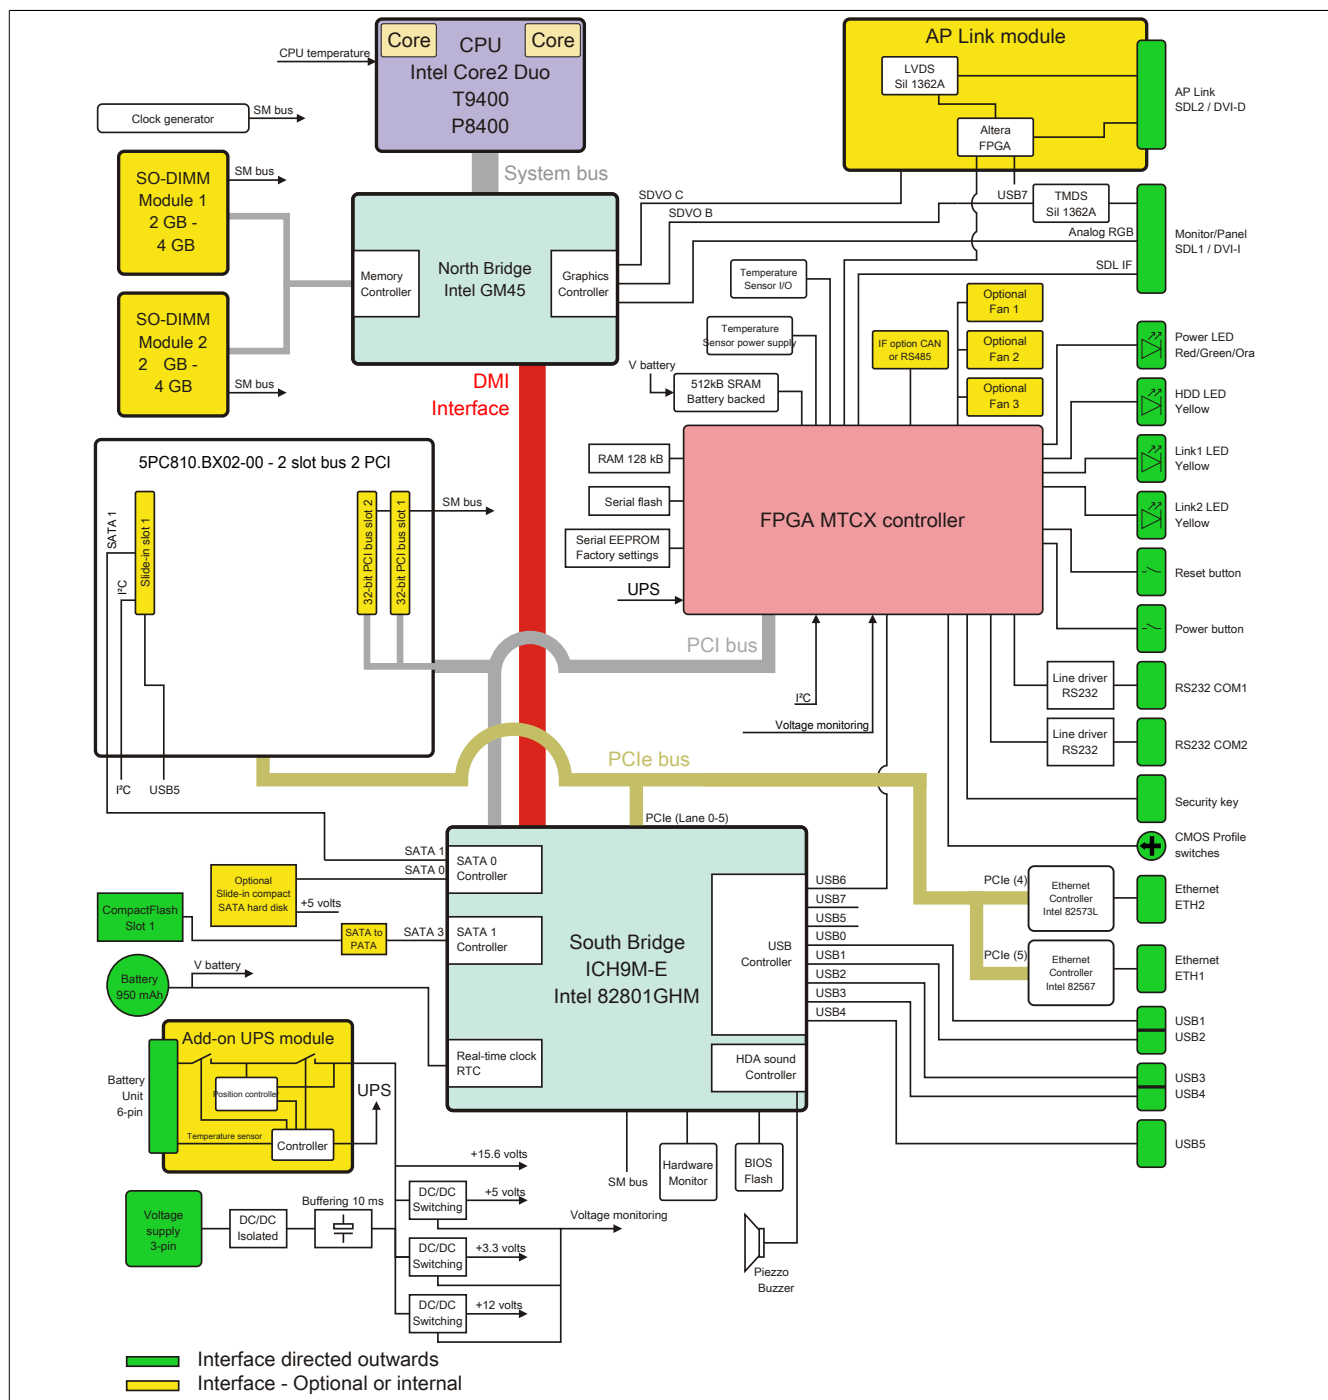 Core
Core
CPU
Intel Core2 Duo
T9400
P8400
CPU temperature
Clock generator
SM bus
SO-DIMM
Module 1
2 GB -
4 GB
SM bus
SO-DIMM
Module 2
2 GB -
4 GB
SM bus
System bus
Memory
Controller
North Bridge
Intel GM45
Graphics
Controller
SDVO C
SDVO B
Analog RGB
SDL IF
USB7
AP Link module
LVDS
Sil 1362A
Altera
FPGA
AP Link
SDL2 / DVI-D
TMDS
Sil 1362A
Monitor/Panel
SDL1 / DVI-I
DMI
Interface
Temperature
Sensor I/O
Temperature
Sensor power supply
V battery
512kB SRAM
Battery backed
IF option CAN
or RS485
Optional
Fan 1
Optional
Fan 2
Optional
Fan 3
Power LED
Red/Green/Ora
HDD LED
Yellow
Link1 LED
Yellow
Link2 LED
Yellow
Reset button
Power button
RAM 128 kB
Serial flash
Serial EEPROM
Factory settings
UPS
FPGA MTCX controller
5PC810.BX02-00 - 2 slot bus 2 PCI
SATA 1
I²C
Slide-in slot 1
32-bit PCI bus slot 2
32-bit PCI bus slot 1
SM bus
I²C
USB5
PCI bus
I²C
Voltage monitoring
Line driver
RS232
RS232 COM1
Line driver
RS232
RS232 COM2
Security key
CMOS Profile
switches
PCIe bus
PCIe (Lane 0-5)
PCIe (4)
Ethernet
Controller
Intel 82573L
Ethernet
ETH2
PCIe (5)
Ethernet
Controller
Intel 82567
Ethernet
ETH1
SATA 1
SATA 0
SATA 0
Controller
Optional
Slide-in compact
SATA hard disk
+5 volts
CompactFlash
Slot 1
SATA to
PATA
SATA 3
SATA 1
Controller
South Bridge
ICH9M-E
Intel 82801GHM
USB
Controller
USB6
USB7
USB5
USB0
USB1
USB2
USB3
USB4
USB1
USB2
USB3
USB4
USB5
Battery
950 mAh
V battery
Real-time clock
RTC
HDA sound
Controller
Add-on UPS module
Battery
Unit
6-pin
Position controller
Temperature sensor
Controller
UPS
SM bus
Hardware
Monitor
BIOS
Flash
Piezzo
Buzzer
Voltage
supply
3-pin
DC/DC
Isolated
Buffering 10 ms
+15.6 volts
DC/DC
Switching
+5 volts
Voltage monitoring
DC/DC
Switching
+3.3 volts
DC/DC
Switching
+12 volts
Interface directed outwards
Interface - Optional or internal